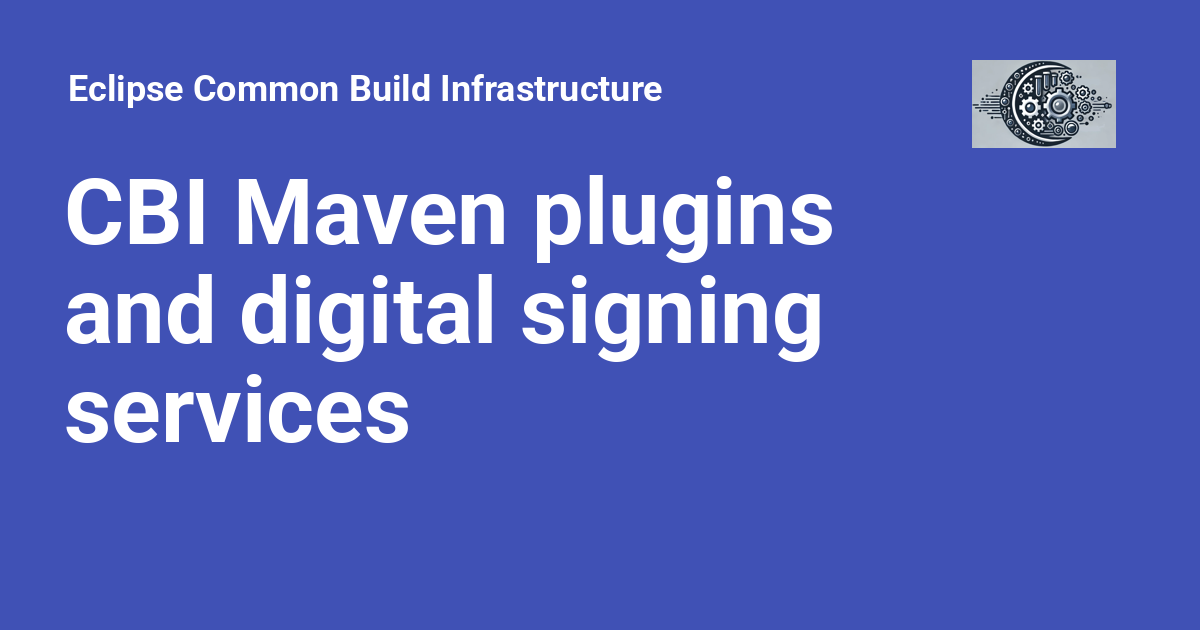 Eclipse Common Build Infrastructure
CBI Maven plugins
and digital signing
services